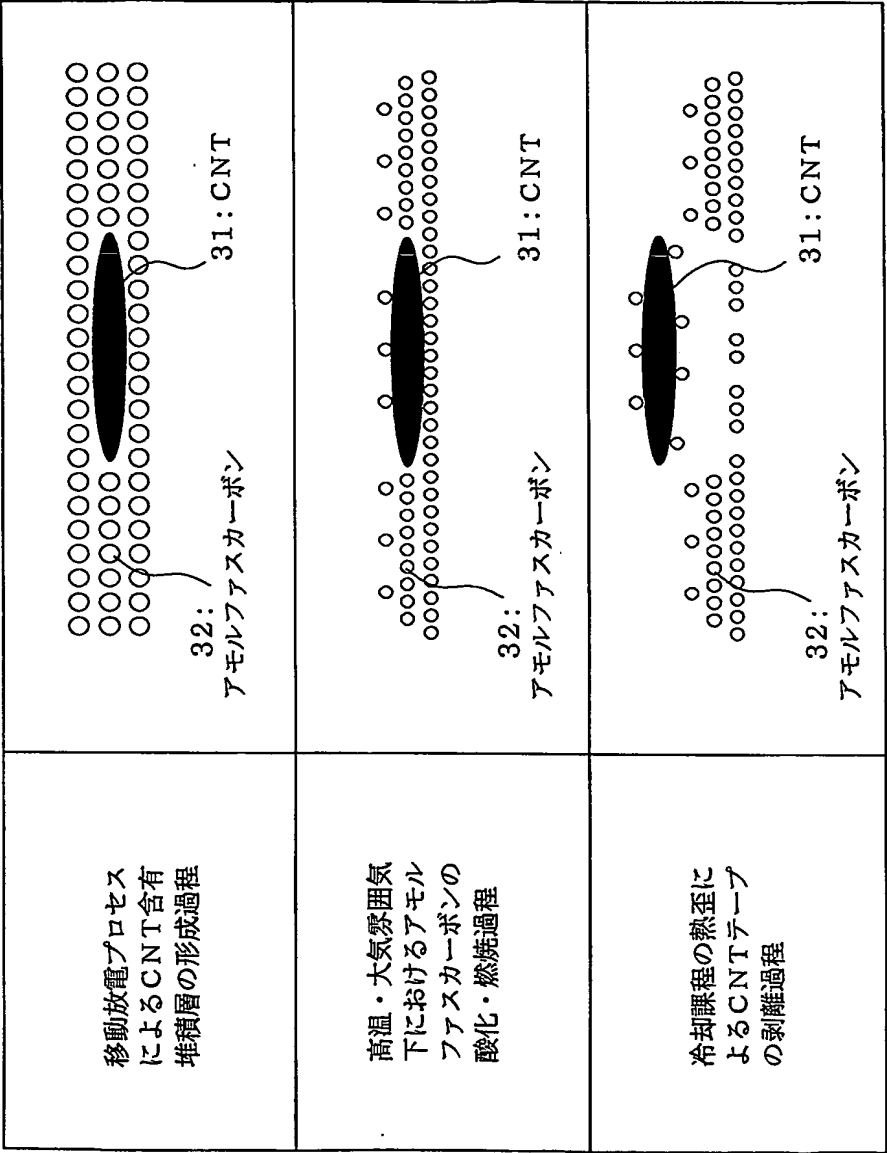 移動放電プロセス
によるCNT含有
堆積層の形成過程
31:CNT
32:
アモルファスカーボン
高温・大気雰囲気
下におけるアモル
ファスカーボンの
酸化・燃焼過程
31:CNT
32:
アモルファスカーボン
冷却課程の熱歪に
よるCNTテープ
の剥離過程
31:CNT
32:
アモルファスカーボン